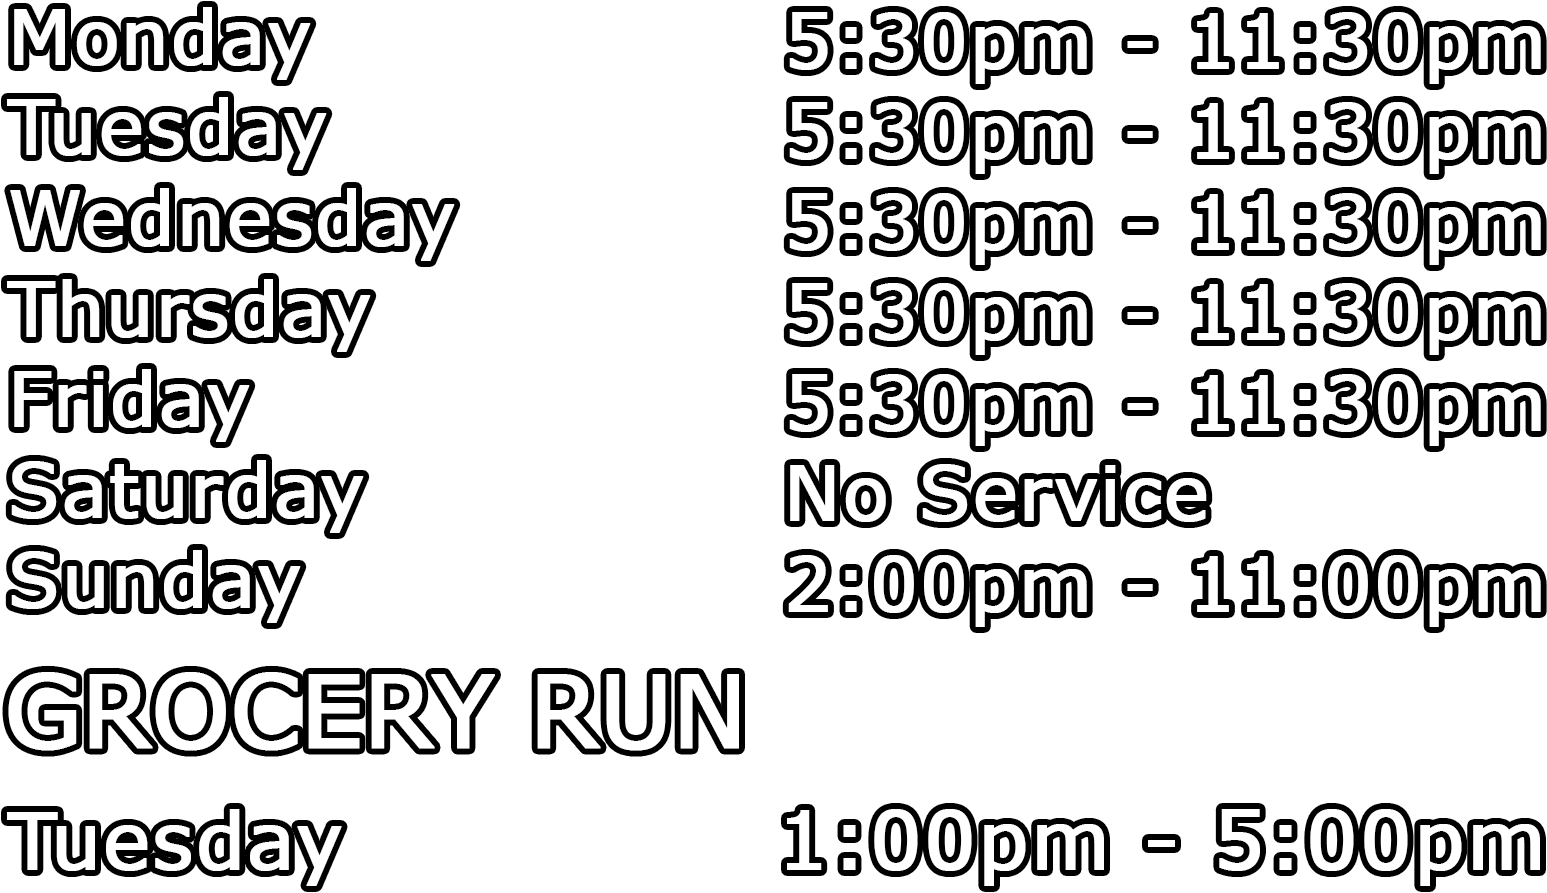 Monday 5:30pm - 11:30pm
Tuesday 5:30pm - 11:30pm
Wednesday 5:30pm - 11:30pm
Thursday 5:30pm - 11:30pm
Friday 5:30pm - 11:30pm
Saturday No Service
Sunday 2:00pm - 11:00pm
GROCERY RUN
Tuesday 1:00pm - 5:00pm